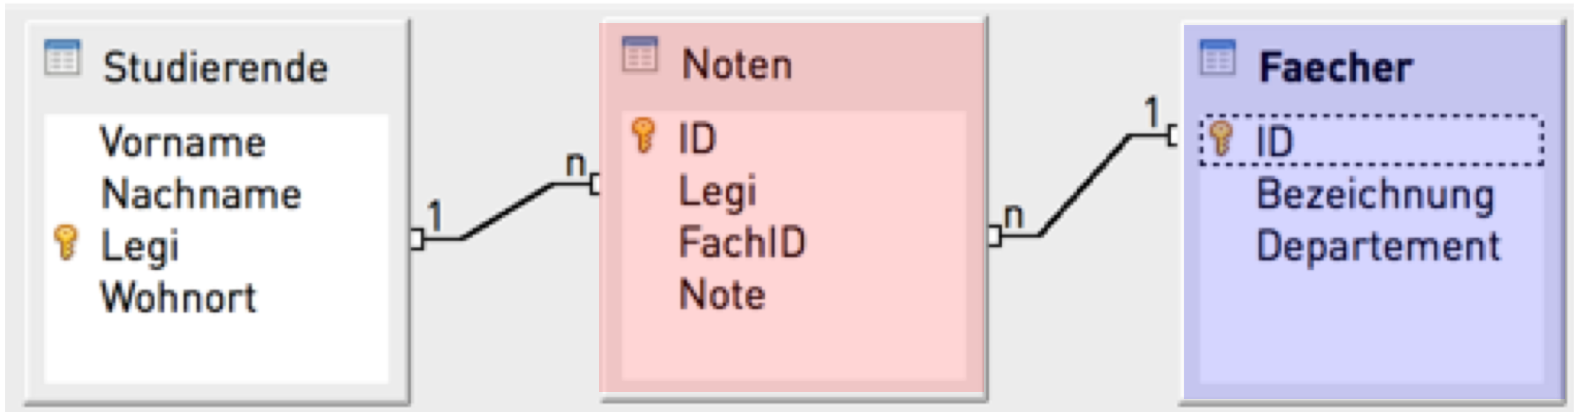 Studierende
Vorname
Nachname
Legi
Wohnort
1
n
Noten
ID
Legi
FachID
Note
n
1
Faecher
ID
Bezeichnung
Departement